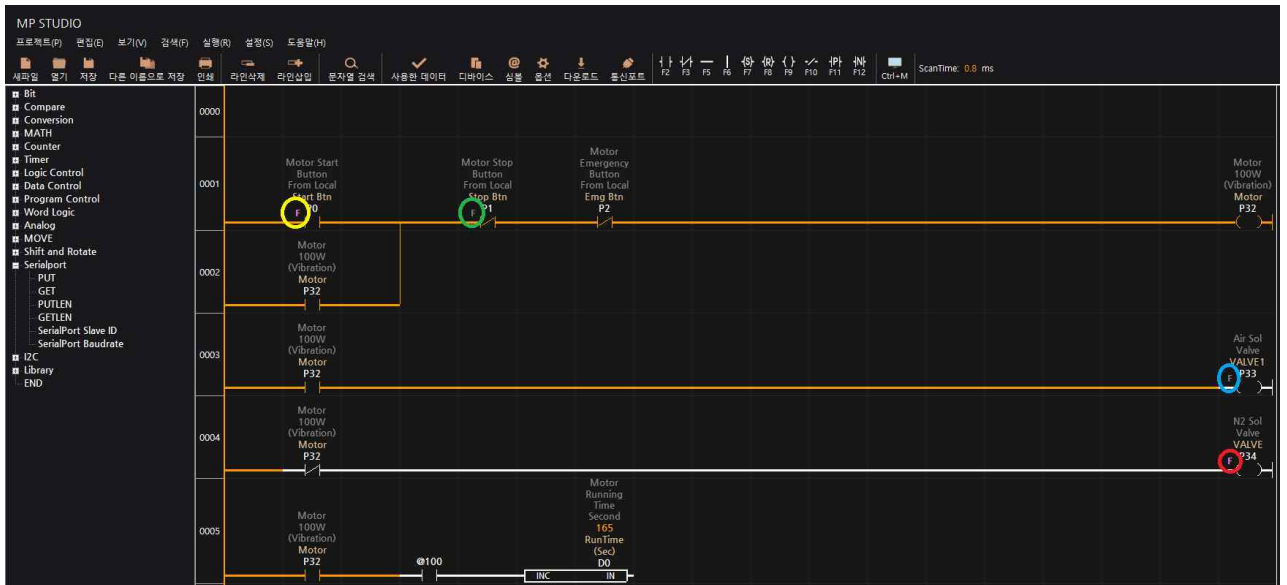 MP STUDIO
프로젝트(P) 편집(E) 보기(V) 검색(F) 실행(R) 설정(S) 도움말(H)
새파일 열기 저장 다른 이름으로 저장 인쇄 라인삭제 라인삽입 문자열 검색 사용한 데이터 디바이스 심볼 옵션 다운로드 통신포트 F2 F3 F5 F6 F7 F8 F9 F10 F11 F12 Ctrl+M ScanTime: 0.8 ms
Bit
Compare
Conversion
MATH
Counter
Timer
Logic Control
Data Control
Program Control
Word Logic
Analog
MOVE
Shift and Rotate
Serialport
PUT
GET
PUTLEN
GETLEN
SerialPort Slave ID
SerialPort Baudrate
I2C
Library
END
0000
0001
Motor Start
Button
From Local
Start Btn
F P0
Motor Stop
Button
From Local
Stop Btn
F P1
Motor
Emergency
Button
From Local
Emg Btn
P2
Motor
100W
(Vibration)
Motor
P32
0002
Motor
100W
(Vibration)
Motor
P32
0003
Motor
100W
(Vibration)
Motor
P32
Air Sol
Valve
VALVE1
F P33
0004
Motor
100W
(Vibration)
Motor
P32
N2 Sol
Valve
VALVE
F P34
0005
Motor
100W
(Vibration)
Motor
P32
@100
Motor
Running
Time
Second
165
RunTime
(Sec)
D0
INC IN